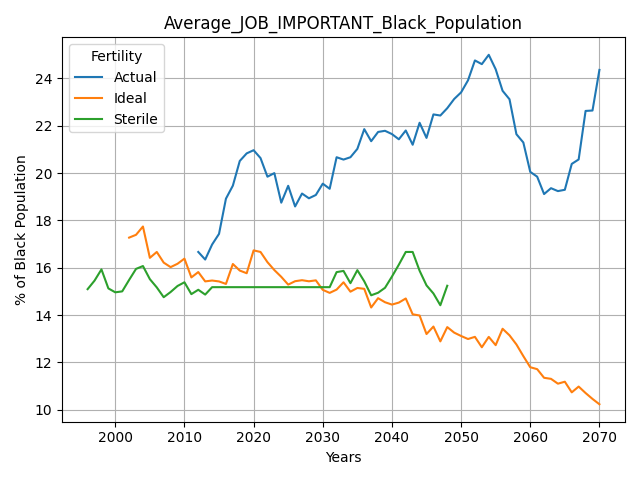 Average_JOB_IMPORTANT_Black_Population
Fertility
Actual
Ideal
Sterile
% of Black Population
24
22
20
18
16
14
12
10
2000 2010 2020 2030 2040 2050 2060 2070
Years